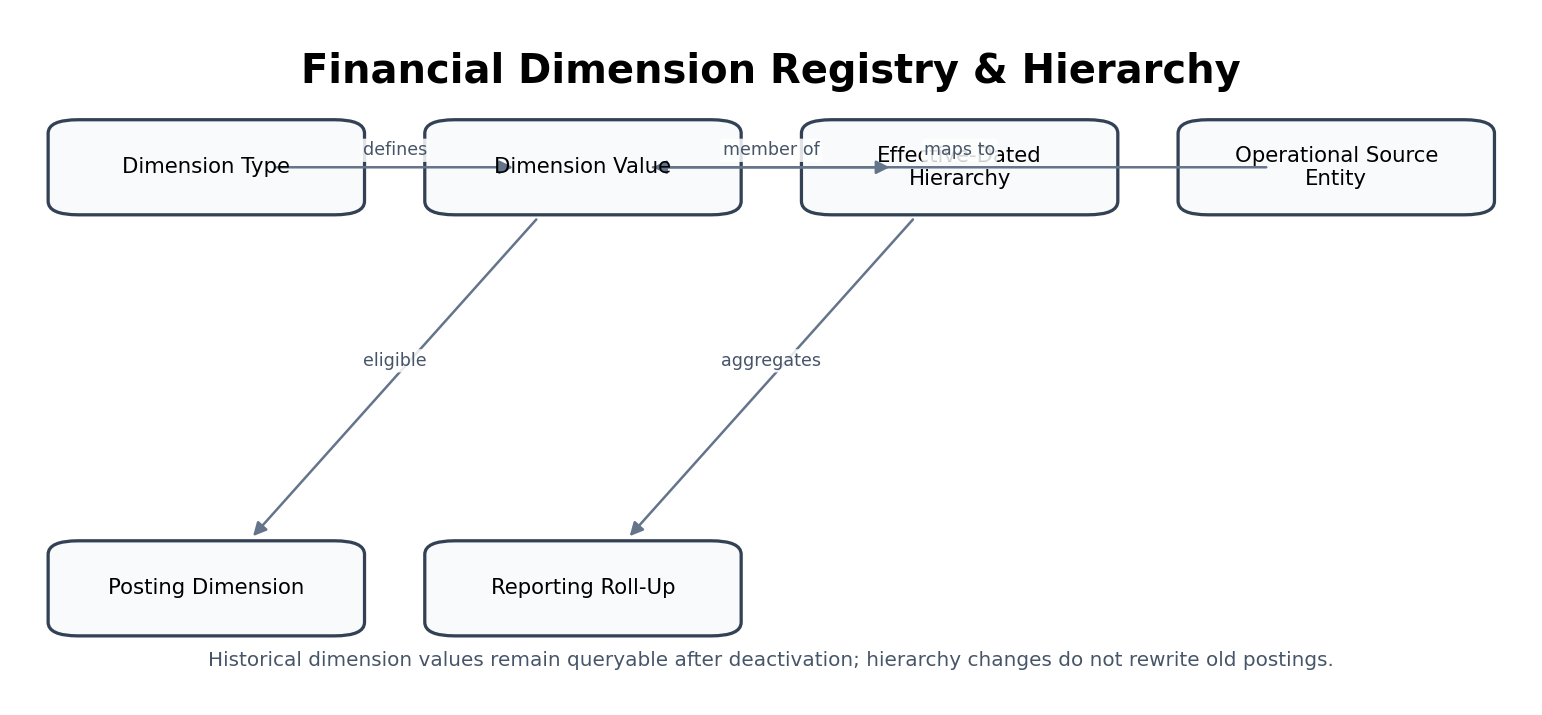 Financial Dimension Registry & Hierarchy
defines
member of
maps to
Dimension Type
Dimension Value
Effective-Dated
Hierarchy
Operational Source
Entity
eligible
aggregates
Posting Dimension
Reporting Roll-Up
Historical dimension values remain queryable after deactivation; hierarchy changes do not rewrite old postings.